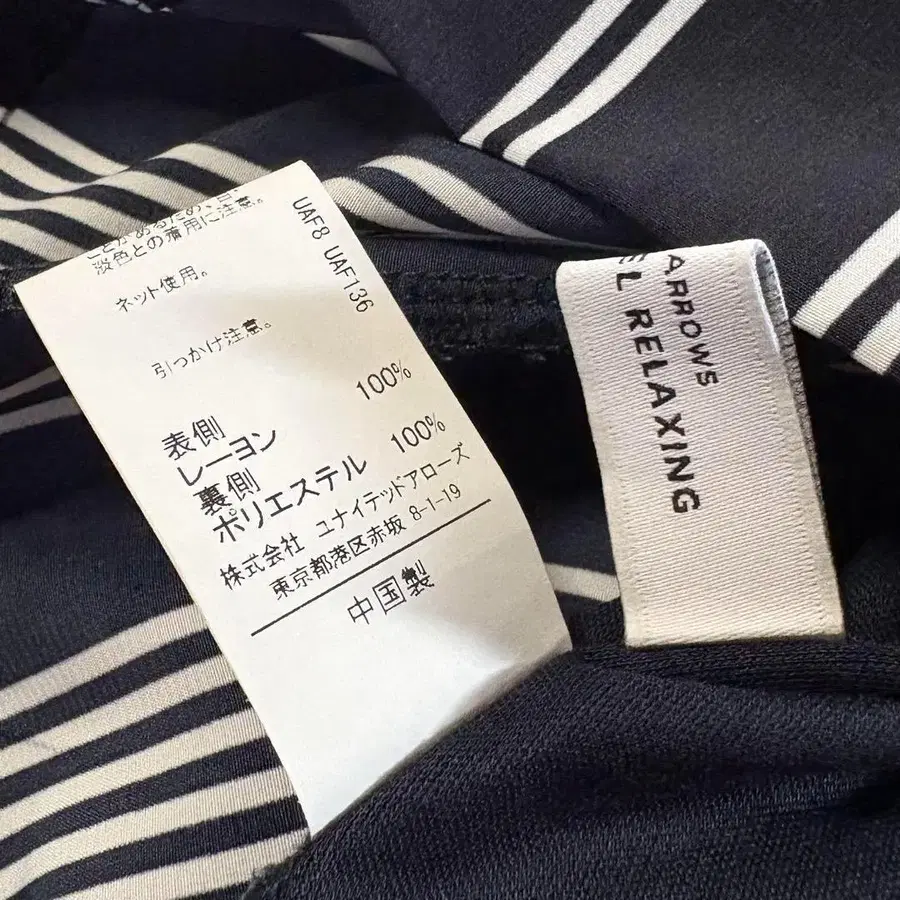 淡色との着用に注意。
ネット使用。
引っかけ注意。
UAF8 UAF136
表側
レーヨン 100%
裏側
ポリエステル 100%
株式会社 ユナイテッドアローズ
東京都港区赤坂 8-1-19
中国製
ARROWS
EL RELAXING